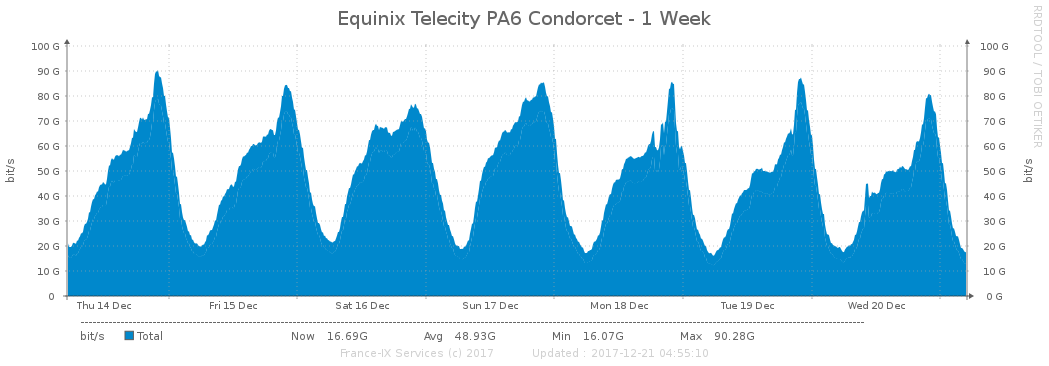 Equinix Telecity PA6 Condorcet - 1 Week
RRDTOOL / TOBI OETIKER
100 G 100 G
90 G 90 G
80 G 80 G
70 G 70 G
60 G 60 G
50 G 50 G
40 G 40 G
30 G 30 G
20 G 20 G
10 G 10 G
0 0 G
bit/s bit/s
Thu 14 Dec Fri 15 Dec Sat 16 Dec Sun 17 Dec Mon 18 Dec Tue 19 Dec Wed 20 Dec
bit/s Total Now 16.69G Avg 48.93G Min 16.07G Max 90.28G
France-IX Services (c) 2017 Updated : 2017-12-21 04:55:10